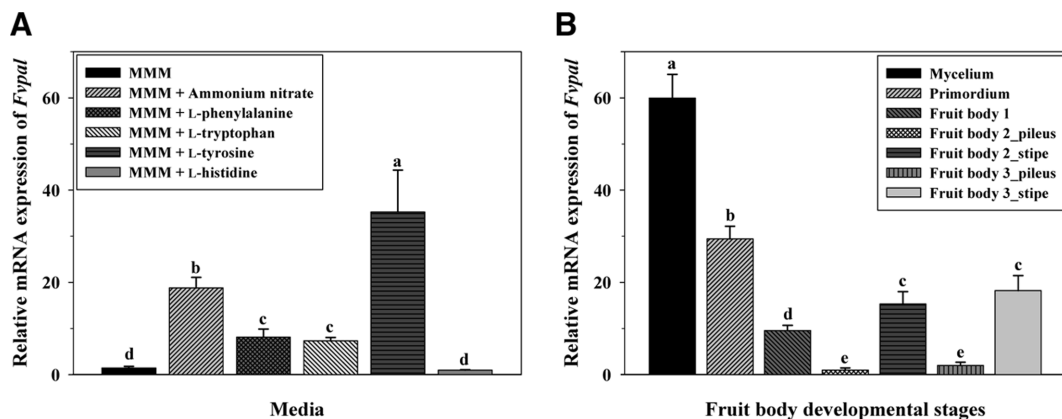 A
Relative mRNA expression of Fvpal
60
40
20
0
MMM
MMM + Ammonium nitrate
MMM + L-phenylalanine
MMM + L-tryptophan
MMM + L-tyrosine
MMM + L-histidine
d
b
c
c
a
d
Media
B
Relative mRNA expression of Fvpal
60
40
20
0
Mycelium
Primordium
Fruit body 1
Fruit body 2_pileus
Fruit body 2_stipe
Fruit body 3_pileus
Fruit body 3_stipe
a
b
d
e
c
e
c
Fruit body developmental stages